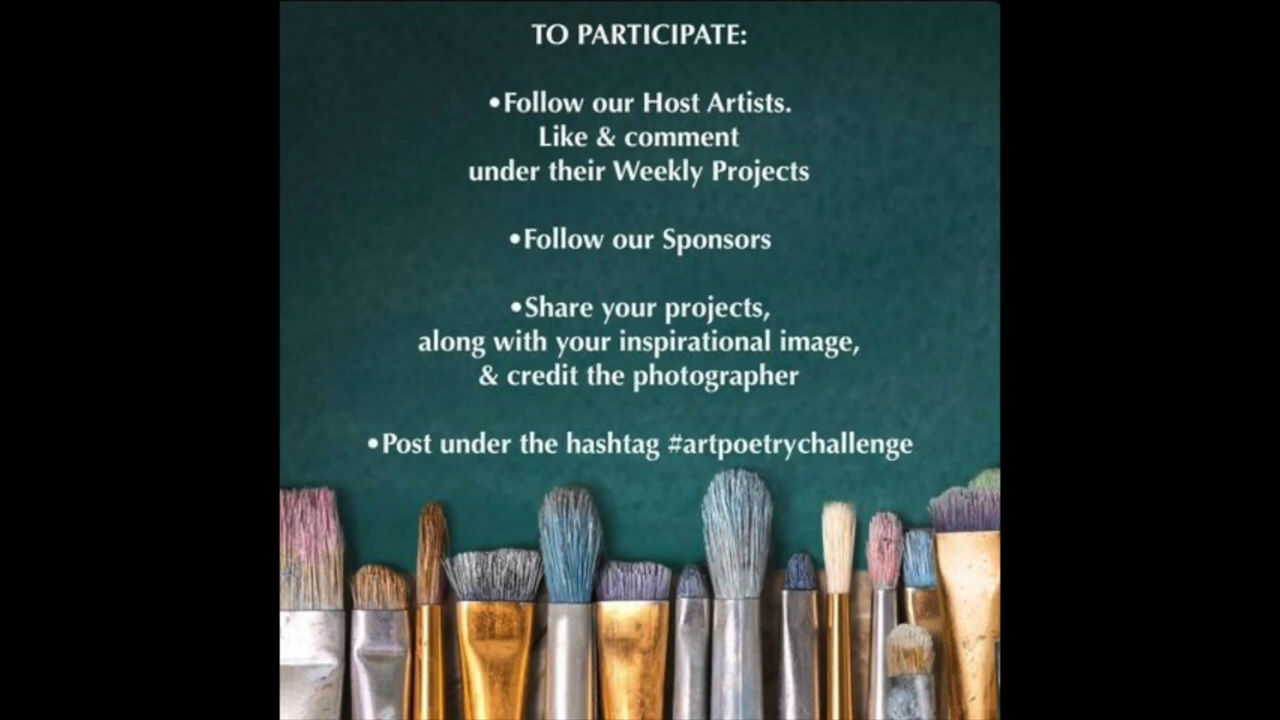 TO PARTICIPATE:
•Follow our Host Artists.
Like & comment
under their Weekly Projects
•Follow our Sponsors
•Share your projects,
along with your inspirational image,
& credit the photographer
•Post under the hashtag #artpoetrychallenge